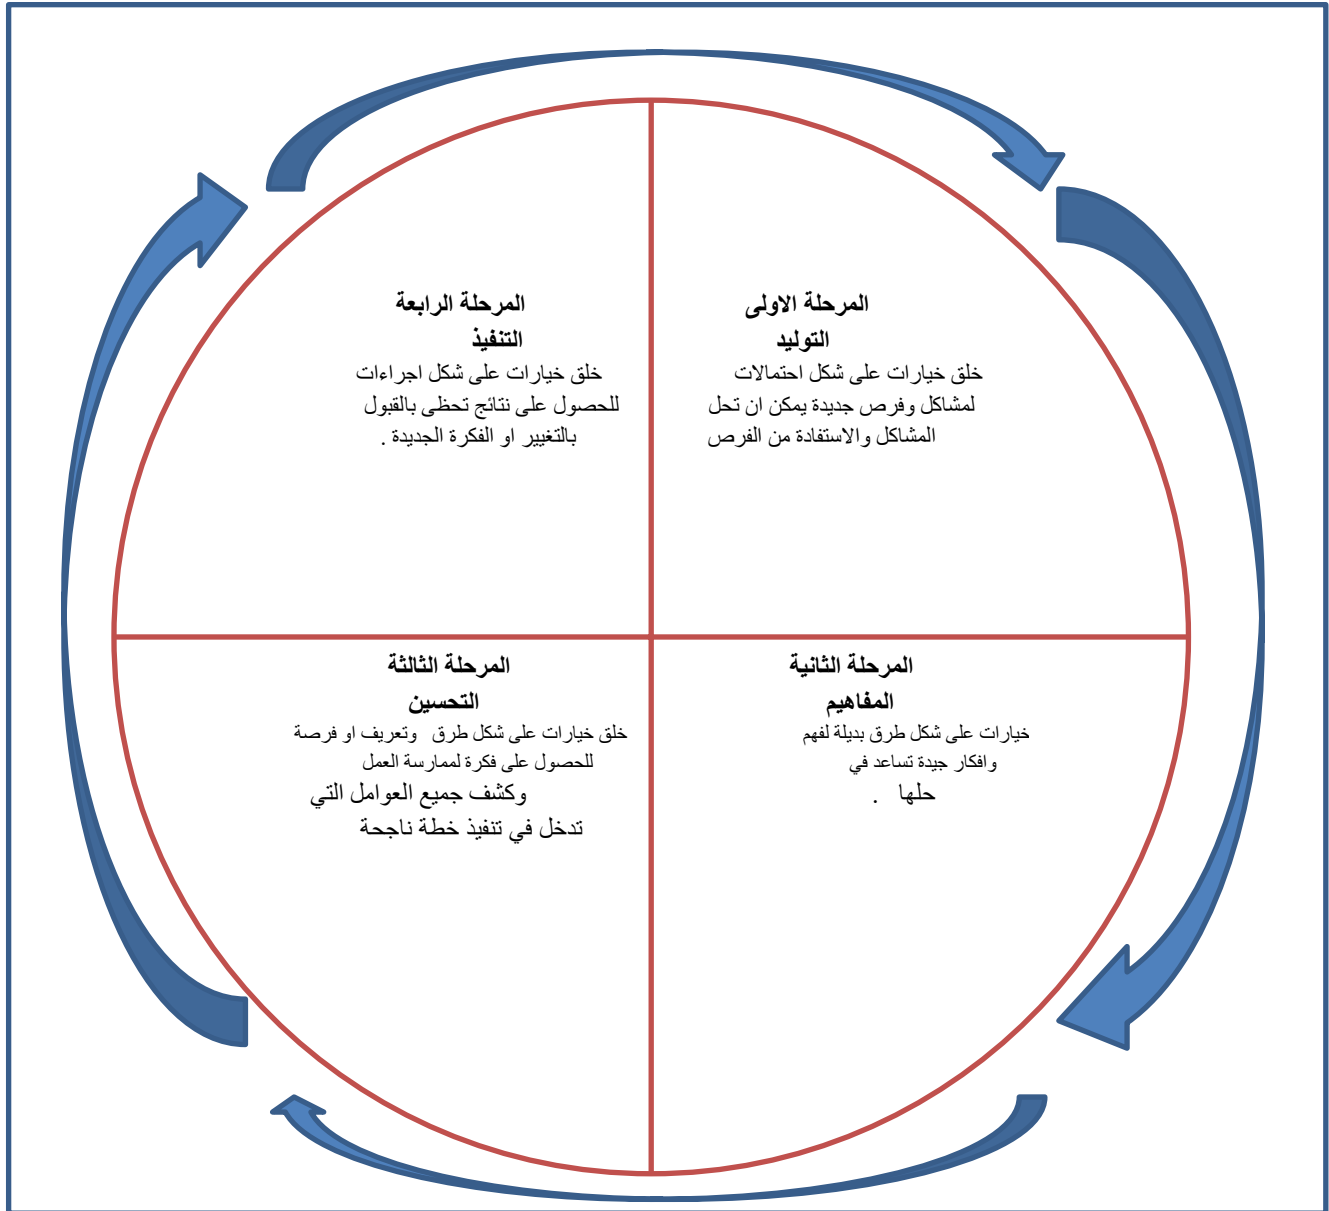 المرحلة الاولى
التوليد
خلق خيارات على شكل احتمالات
لمشاكل وفرص جديدة يمكن ان تحل
المشاكل والاستفادة من الفرص
المرحلة الثانية
المفاهيم
خيارات على شكل طرق بديلة لفهم
وافكار جيدة تساعد في
حلها .
المرحلة الثالثة
التحسين
خلق خيارات على شكل طرق وتعريف او فرصة
للحصول على فكرة لممارسة العمل
وكشف جميع العوامل التي
تدخل في تنفيذ خطة ناجحة
المرحلة الرابعة
التنفيذ
خلق خيارات على شكل اجراءات
للحصول على نتائج تحظى بالقبول
بالتغيير او الفكرة الجديدة .